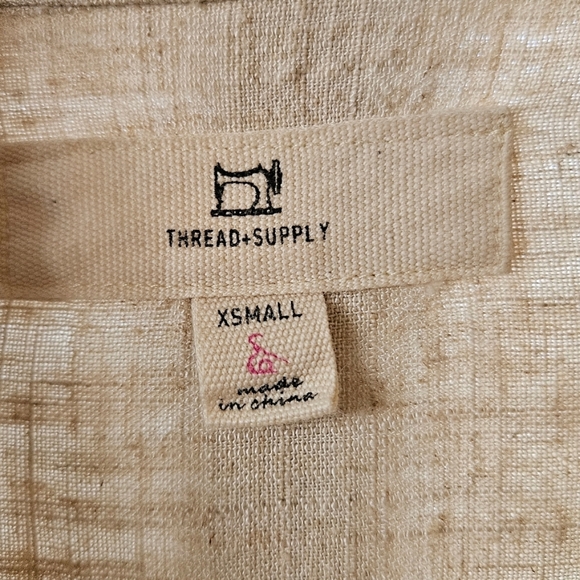 THREAD+SUPPLY
XSMALL
made
in china